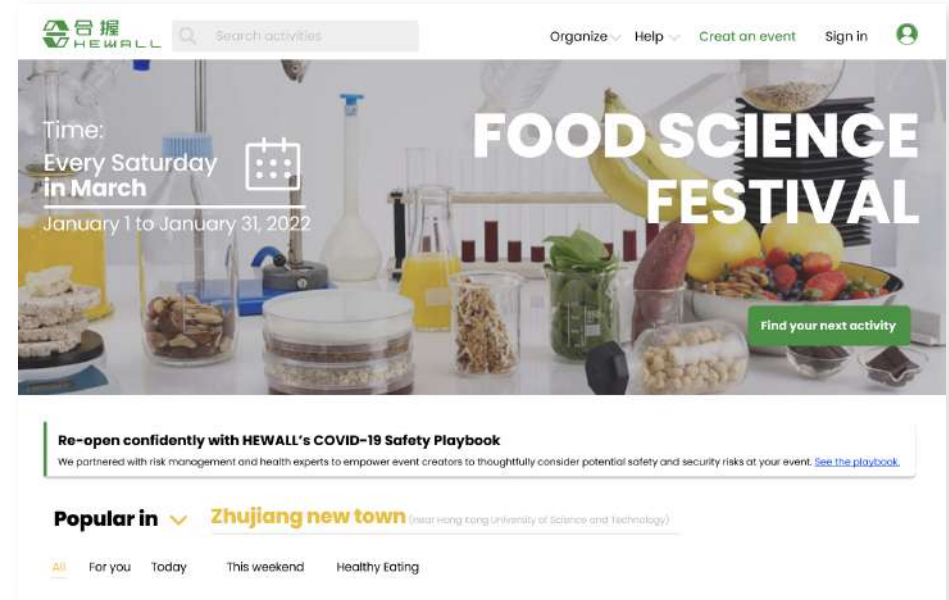 合握
HEWALL
Search activities
Organize
Help
Creat an event
Sign in
Time:
Every Saturday
in March
January 1 to January 31, 2022
FOOD SCIENCE
FESTIVAL
Find your next activity
Re-open confidently with HEWALL's COVID-19 Safety Playbook
We partnered with risk management and health experts to empower event creators to thoughtfully consider potential safety and security risks at your event. See the playbook.
Popular in
Zhujiang new town (near Hong Kong University of Science and Technology)
All
For you
Today
This weekend
Healthy Eating